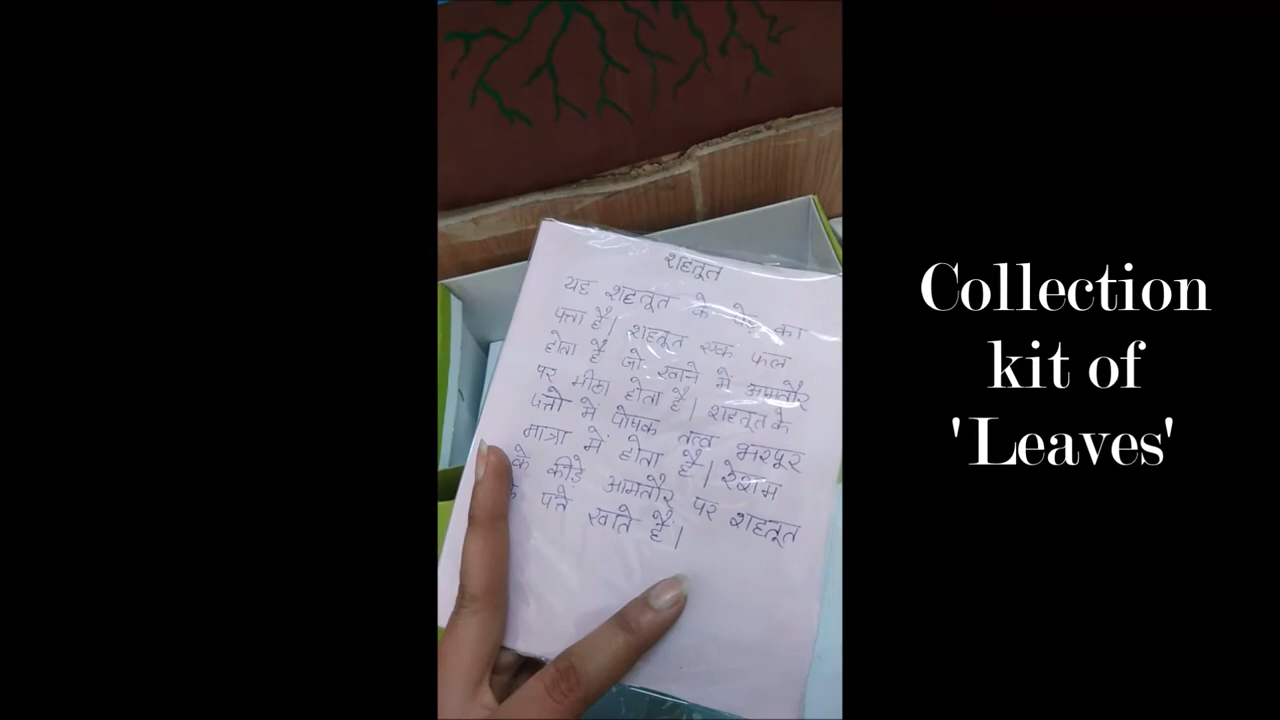 शहतूत
यह शहतूत के पेड़ का
पत्ता है। शहतूत एक फल
होता है जो खाने में आमतौर
पर मीठा होता है। शहतूत के
पत्तो में पोषक तत्व भरपूर
मात्रा में होता है। रेशम
के कीडे आमतौर पर शहतूत
के पत्ते खाते हैं।
Collection
kit of
'Leaves'